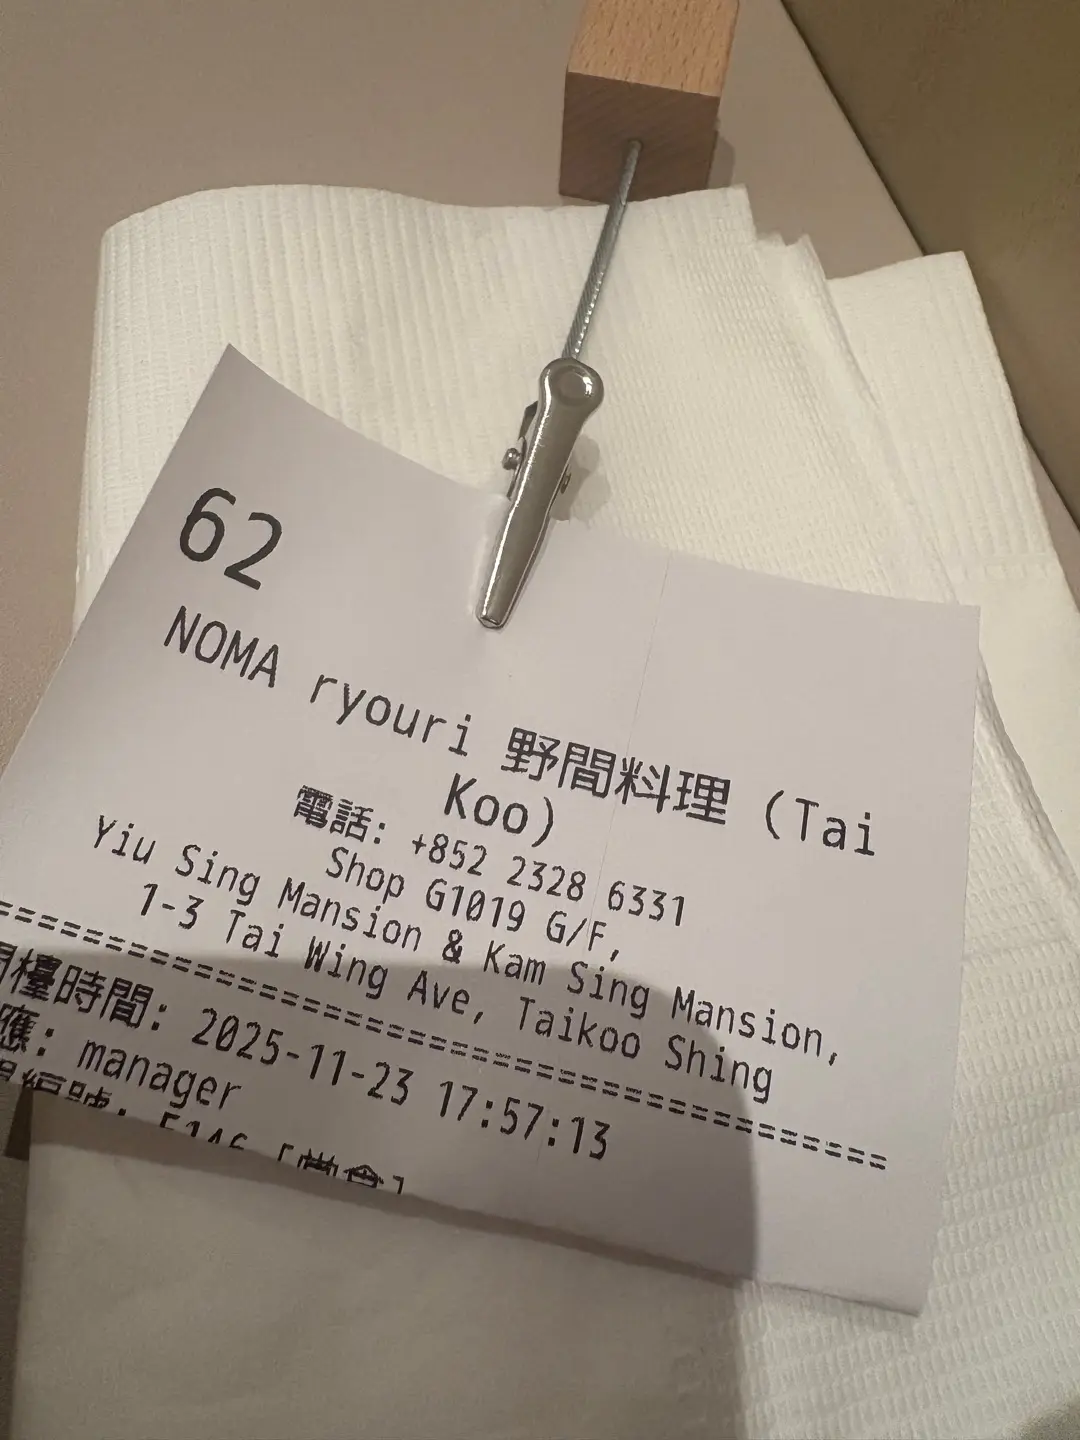 62
NOMA ryouri 野間料理 (Tai
Koo)
電話: +852 2328 6331
Shop G1019 G/F,
Yiu Sing Mansion & Kam Sing Mansion,
1-3 Tai Wing Ave, Taikoo Shing
================================
檯時間: 2025-11-23 17:57:13
應: manager